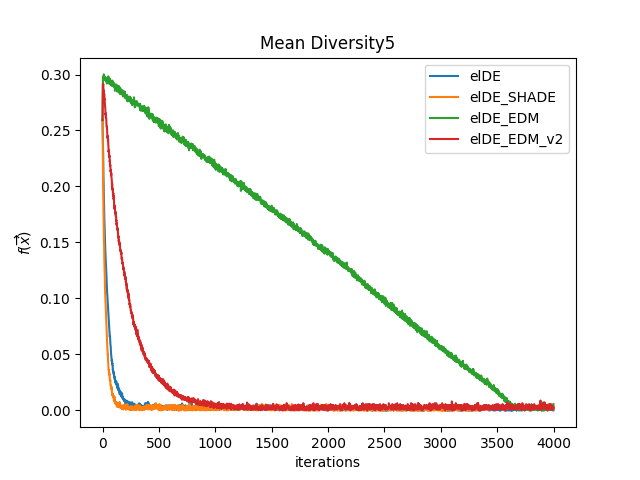 Mean Diversity5
0.30
0.25
0.20
0.15
0.10
0.05
0.00
f(x⃗)
0 500 1000 1500 2000 2500 3000 3500 4000
iterations
elDE
elDE_SHADE
elDE_EDM
elDE_EDM_v2